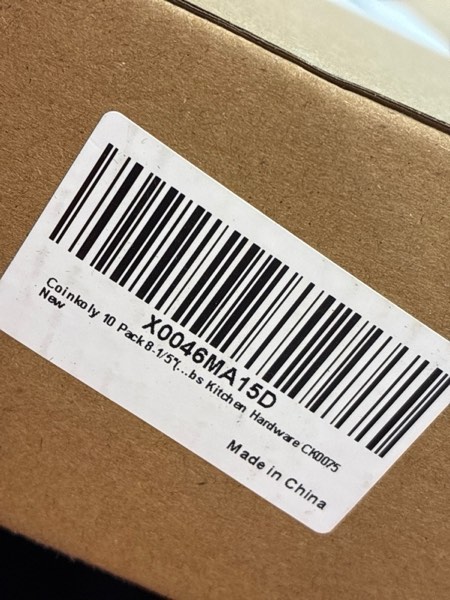 X0046MA15D
Coinkoly 10 Pack 8-1/5"(...bs Kitchen Hardware CK0075
New
Made in China